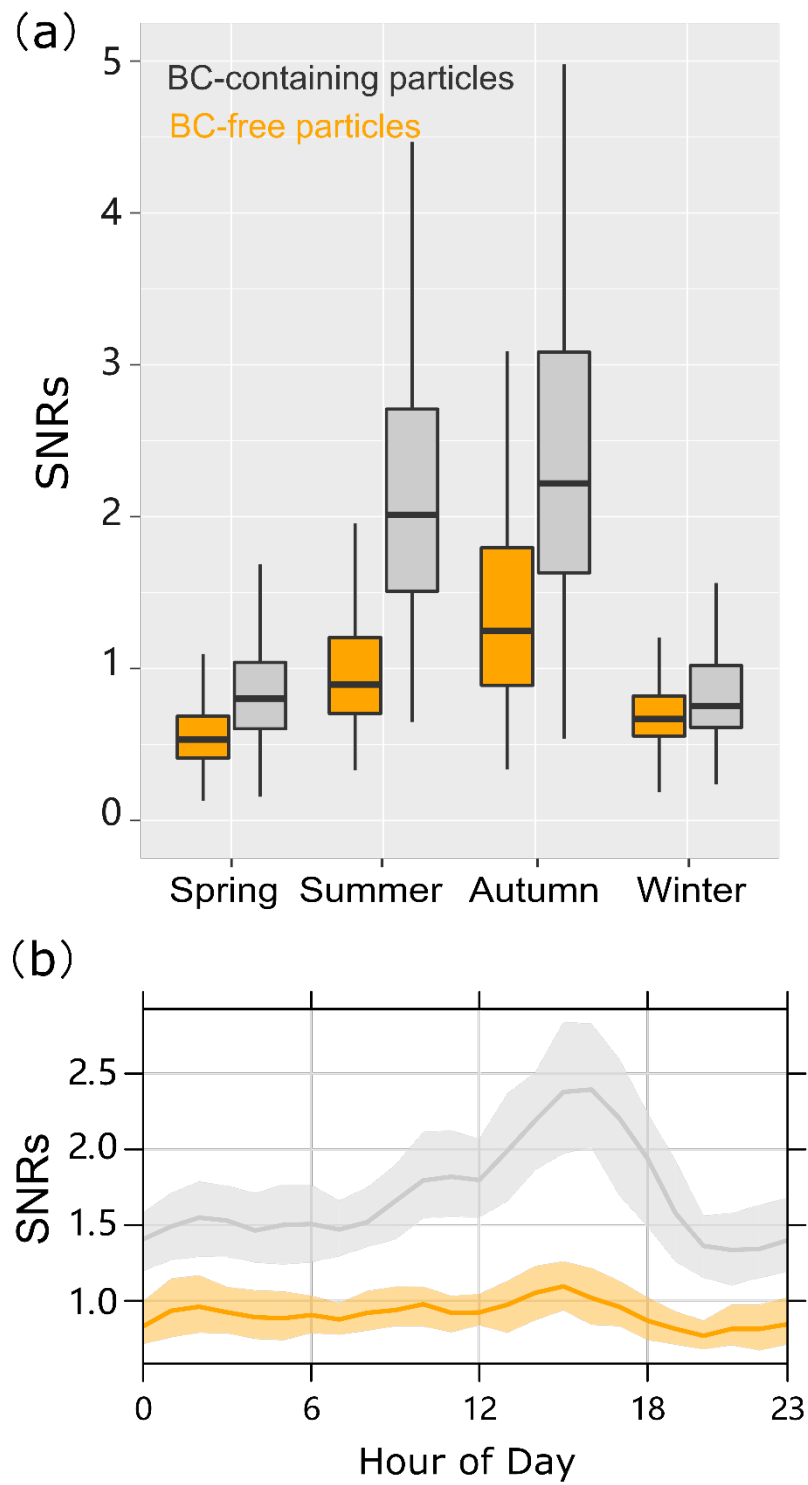 (a)
BC-containing particles
BC-free particles
5
4
3
2
1
0
SNRs
Spring Summer Autumn Winter
(b)
2.5
2.0
1.5
1.0
SNRs
0 6 12 18 23
Hour of Day